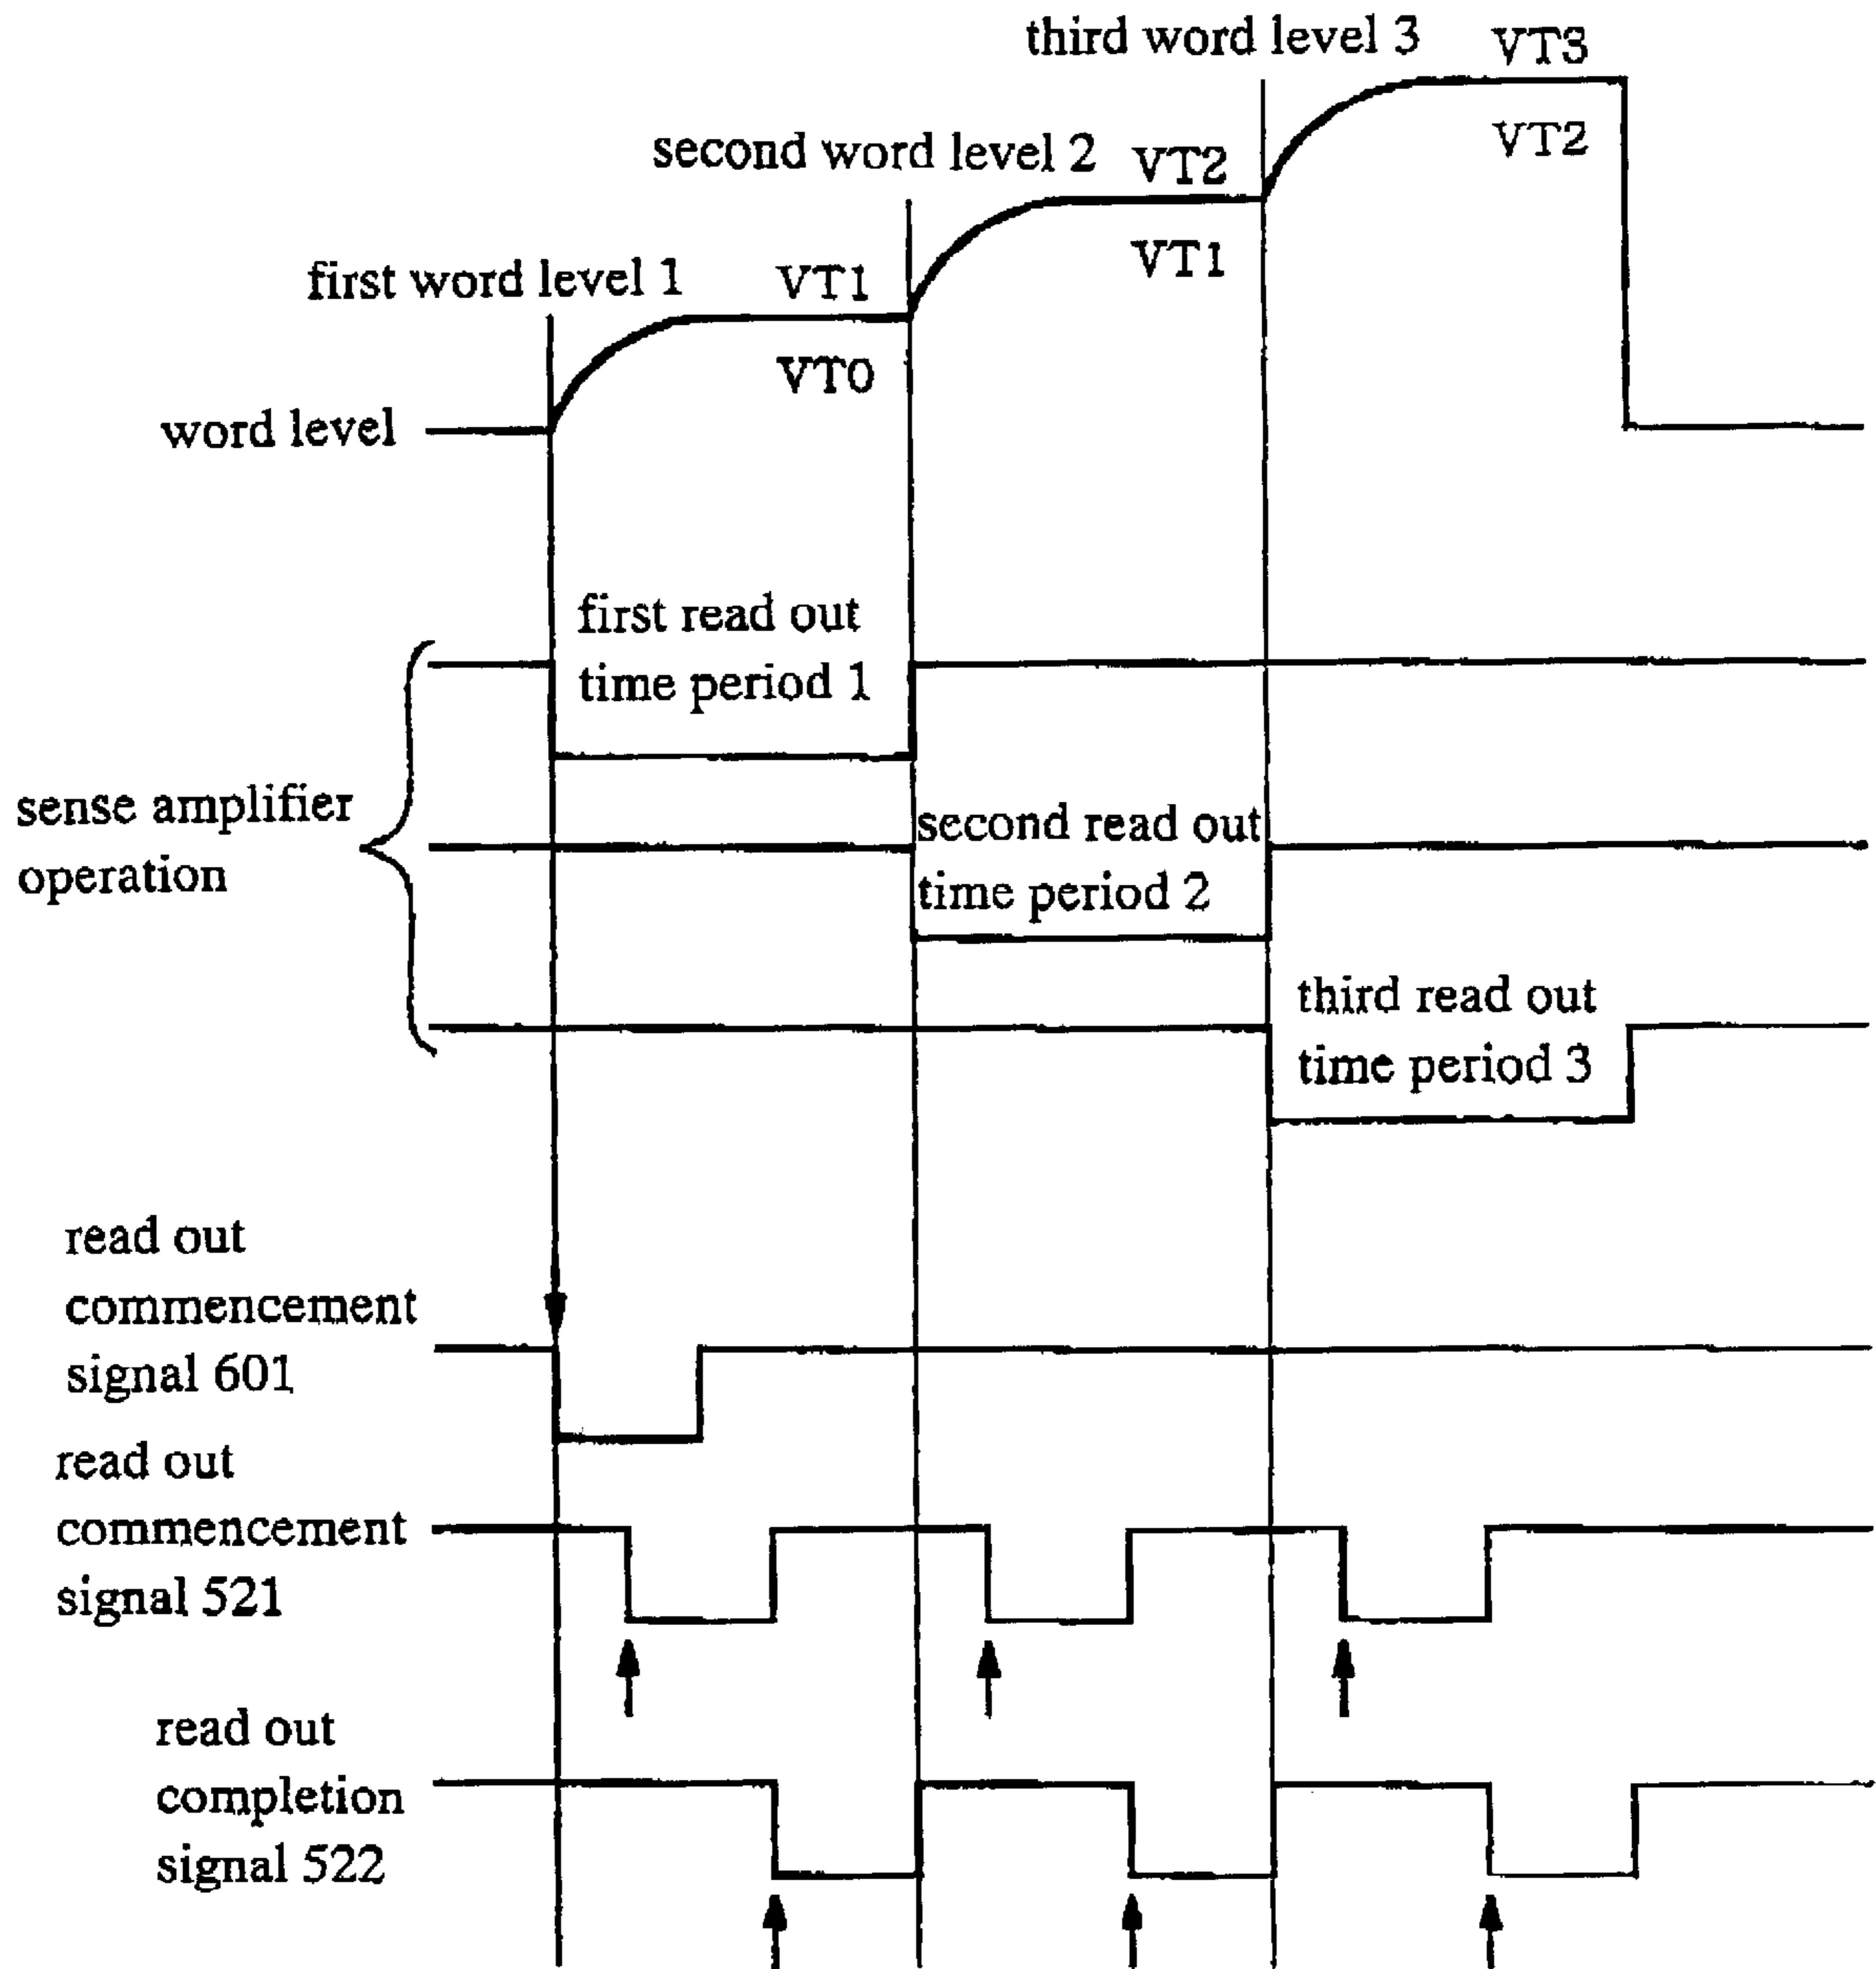 third word level 3
VT3
VT2
second word level 2
VT2
VT1
first word level 1
VT1
VT0
word level
first read out
time period 1
sense amplifier
operation
second read out
time period 2
third read out
time period 3
read out
commencement
signal 601
read out
commencement
signal 521
read out
completion
signal 522